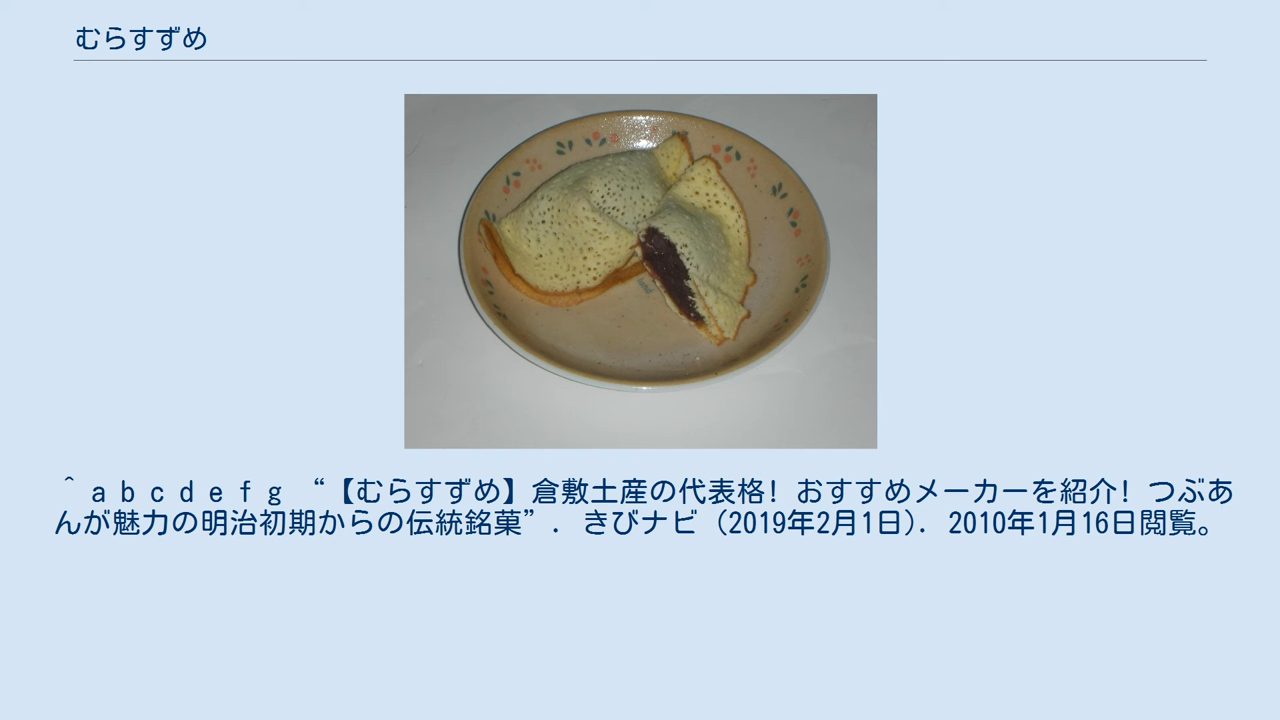 むらすずめ
^ a b c d e f g “【むらすずめ】倉敷土産の代表格! おすすめメーカーを紹介! つぶあ
んが魅力の明治初期からの伝統銘菓”. きびナビ (2019年2月1日). 2010年1月16日閲覧。